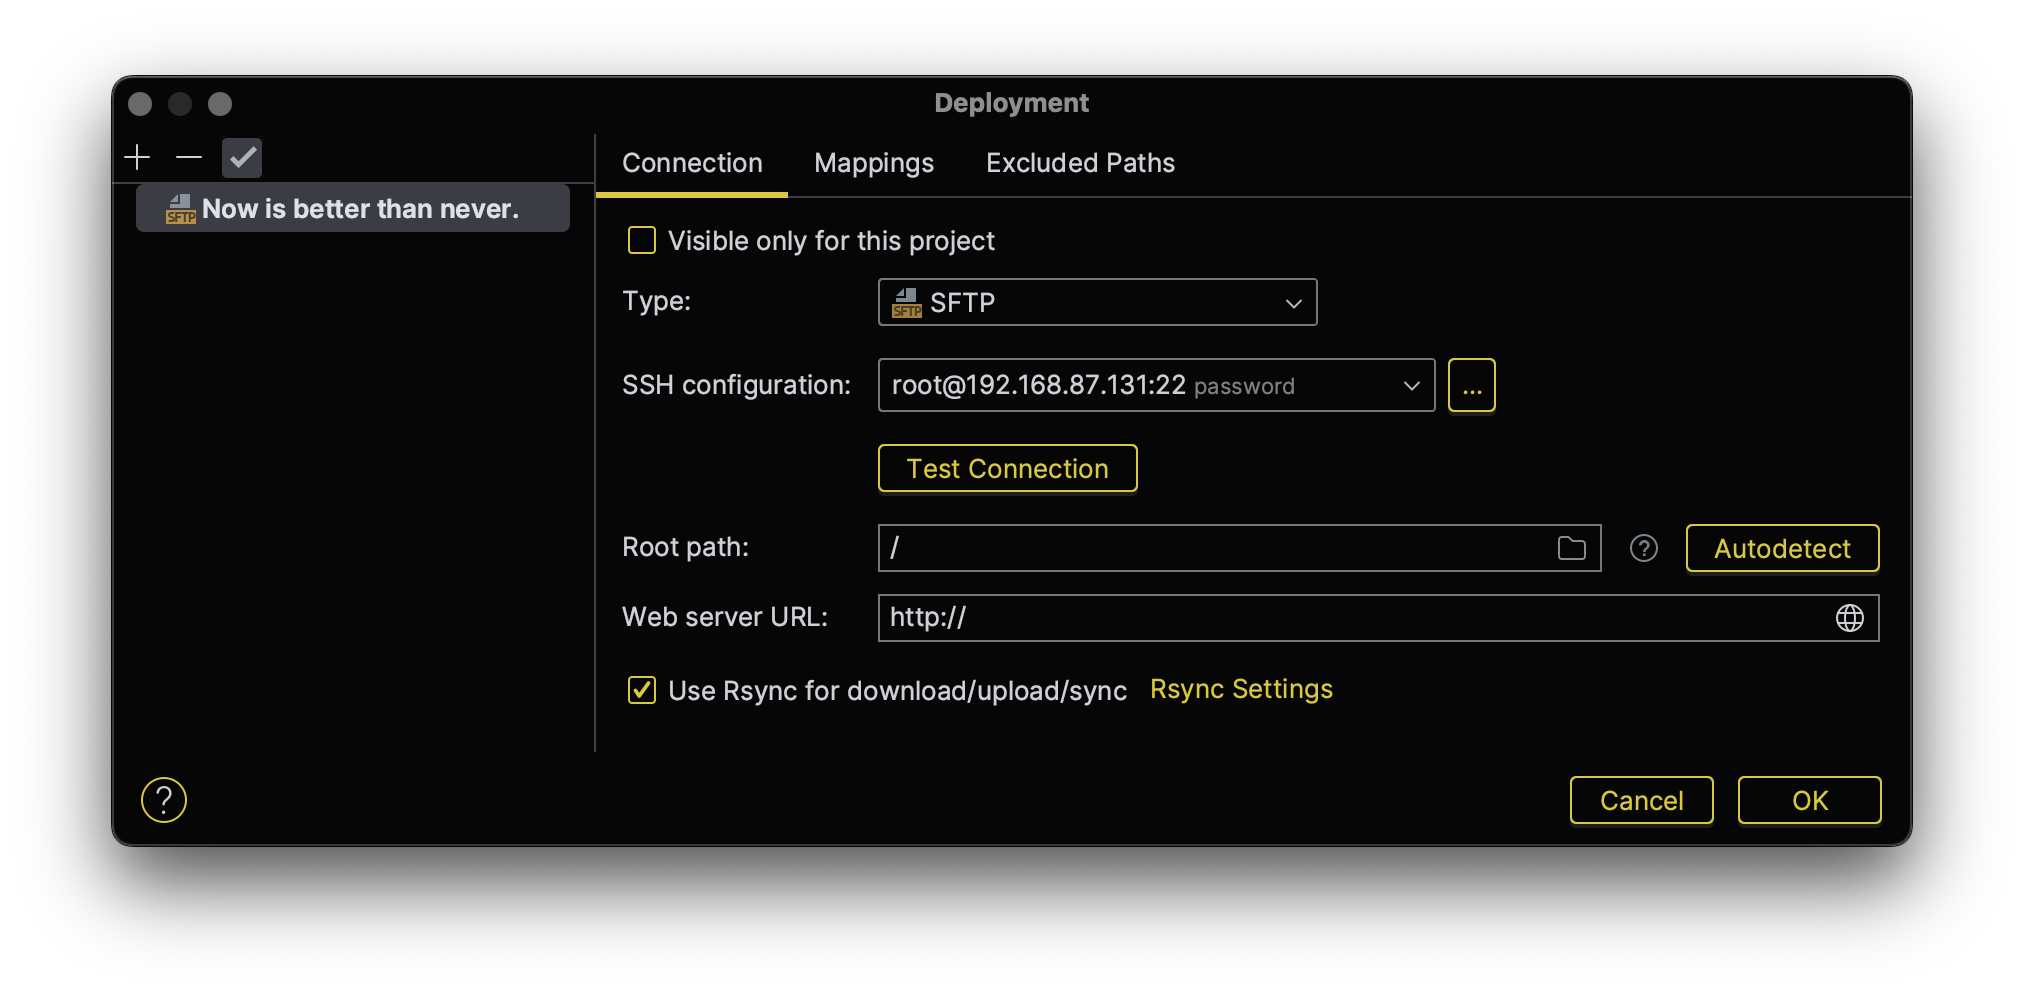 Deployment
SFTP Now is better than never.
Connection Mappings Excluded Paths
Visible only for this project
Type: SFTP SFTP
SSH configuration: root@192.168.87.131:22 password ...
Test Connection
Root path: / ? Autodetect
Web server URL: http://
Use Rsync for download/upload/sync Rsync Settings
? Cancel OK